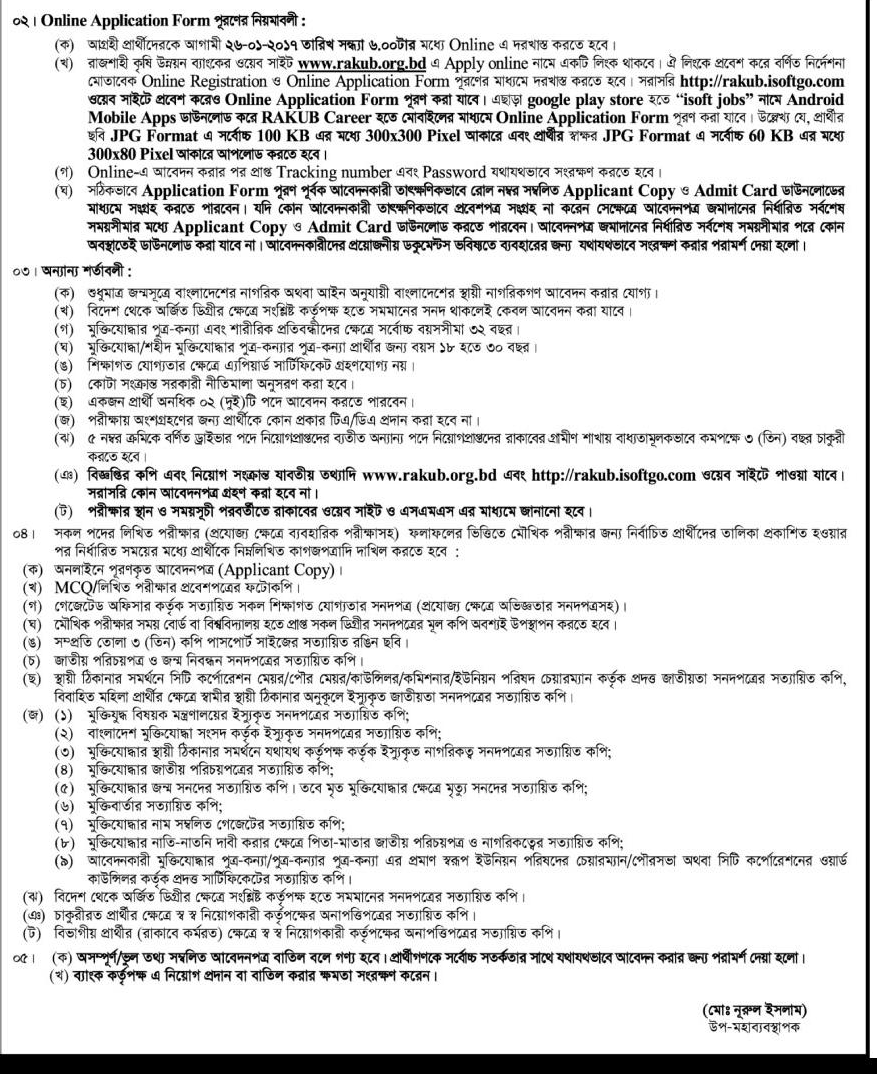 ০২। Online Application Form পূরণের নিয়মাবলী :
(ক) আগ্রহী প্রার্থীদেরকে আগামী ২৬-০১-২০১৭ তারিখ সন্ধ্যা ৬.০০টার মধ্যে Online এ দরখাস্ত করতে হবে।
(খ) রাজশাহী কৃষি উন্নয়ন ব্যাংকের ওয়েব সাইট www.rakub.org.bd এ Apply online নামে একটি লিংক থাকবে। ঐ লিংকে প্রবেশ করে বর্ণিত নির্দেশনা
মোতাবেক Online Registration ও Online Application Form পূরণের মাধ্যমে দরখাস্ত করতে হবে। সরাসরি http://rakub.isoftgo.com
ওয়েব সাইটে প্রবেশ করেও Online Application Form পূরণ করা যাবে। এছাড়া google play store হতে “isoft jobs” নামে Android
Mobile Apps ডাউনলোড করে RAKUB Career হতে মোবাইলের মাধ্যমে Online Application Form পূরণ করা যাবে। উল্লেখ্য যে, প্রার্থীর
ছবি JPG Format এ সর্বোচ্চ 100 KB এর মধ্যে 300x300 Pixel আকারে এবং প্রার্থীর স্বাক্ষর JPG Format এ সর্বোচ্চ 60 KB এর মধ্যে
300x80 Pixel আকারে আপলোড করতে হবে।
(গ) Online-এ আবেদন করার পর প্রাপ্ত Tracking number এবং Password যথাযথভাবে সংরক্ষণ করতে হবে।
(ঘ) সঠিকভাবে Application Form পূরণ পূর্বক আবেদনকারী তাৎক্ষণিকভাবে রোল নম্বর সম্বলিত Applicant Copy ও Admit Card ডাউনলোডের
মাধ্যমে সংগ্রহ করতে পারবেন। যদি কোন আবেদনকারী তাৎক্ষণিকভাবে প্রবেশপত্র সংগ্রহ না করেন সেক্ষেত্রে আবেদনপত্র জমাদানের নির্ধারিত সর্বশেষ
সময়সীমার মধ্যে Applicant Copy ও Admit Card ডাউনলোড করতে পারবেন। আবেদনপত্র জমাদানের নির্ধারিত সর্বশেষ সময়সীমার পরে কোন
অবস্থাতেই ডাউনলোড করা যাবে না। আবেদনকারীদের প্রয়োজনীয় ডকুমেন্টস ভবিষ্যতে ব্যবহারের জন্য যথাযথভাবে সংরক্ষণ করার পরামর্শ দেয়া হলো।
০৩। অন্যান্য শর্তাবলী :
(ক) শুধুমাত্র জন্মসূত্রে বাংলাদেশের নাগরিক অথবা আইন অনুযায়ী বাংলাদেশের স্থায়ী নাগরিকগণ আবেদন করার যোগ্য।
(খ) বিদেশ থেকে অর্জিত ডিগ্রীর ক্ষেত্রে সংশ্লিষ্ট কর্তৃপক্ষ হতে সমমানের সনদ থাকলেই কেবল আবেদন করা যাবে।
(গ) মুক্তিযোদ্ধার পুত্র-কন্যা এবং শারীরিক প্রতিবন্ধীদের ক্ষেত্রে সর্বোচ্চ বয়সসীমা ৩২ বছর।
(ঘ) মুক্তিযোদ্ধা/শহীদ মুক্তিযোদ্ধার পুত্র-কন্যার পুত্র-কন্যা প্রার্থীর জন্য বয়স ১৮ হতে ৩০ বছর।
(ঙ) শিক্ষাগত যোগ্যতার ক্ষেত্রে এ্যপিয়ার্ড সার্টিফিকেট গ্রহণযোগ্য নয়।
(চ) কোটা সংক্রান্ত সরকারী নীতিমালা অনুসরণ করা হবে।
(ছ) একজন প্রার্থী অনধিক ০২ (দুই)টি পদে আবেদন করতে পারবেন।
(জ) পরীক্ষায় অংশগ্রহণের জন্য প্রার্থীকে কোন প্রকার টিএ/ডিএ প্রদান করা হবে না।
(ঝ) ৫ নম্বর ক্রমিকে বর্ণিত ড্রাইভার পদে নিয়োগপ্রাপ্তদের ব্যতীত অন্যান্য পদে নিয়োগপ্রাপ্তদের রাকাবের গ্রামীণ শাখায় বাধ্যতামূলকভাবে কমপক্ষে ৩ (তিন) বছর চাকুরী
করতে হবে।
(ঞ) বিজ্ঞপ্তির কপি এবং নিয়োগ সংক্রান্ত যাবতীয় তথ্যাদি www.rakub.org.bd এবং http://rakub.isoftgo.com ওয়েব সাইটে পাওয়া যাবে।
সরাসরি কোন আবেদনপত্র গ্রহণ করা হবে না।
(ট) পরীক্ষার স্থান ও সময়সূচী পরবর্তীতে রাকাবের ওয়েব সাইট ও এসএমএস এর মাধ্যমে জানানো হবে।
০৪। সকল পদের লিখিত পরীক্ষার (প্রযোজ্য ক্ষেত্রে ব্যবহারিক পরীক্ষাসহ) ফলাফলের ভিত্তিতে মৌখিক পরীক্ষার জন্য নির্বাচিত প্রার্থীদের তালিকা প্রকাশিত হওয়ার
পর নির্ধারিত সময়ের মধ্যে প্রার্থীকে নিম্নলিখিত কাগজপত্রাদি দাখিল করতে হবে :
(ক) অনলাইনে পূরণকৃত আবেদনপত্র (Applicant Copy)।
(খ) MCQ/লিখিত পরীক্ষার প্রবেশপত্রের ফটোকপি।
(গ) গেজেটেড অফিসার কর্তৃক সত্যায়িত সকল শিক্ষাগত যোগ্যতার সনদপত্র (প্রযোজ্য ক্ষেত্রে অভিজ্ঞতার সনদপত্রসহ)।
(ঘ) মৌখিক পরীক্ষার সময় বোর্ড বা বিশ্ববিদ্যালয় হতে প্রাপ্ত সকল ডিগ্রীর সনদপত্রের মূল কপি অবশ্যই উপস্থাপন করতে হবে।
(ঙ) সম্প্রতি তোলা ৩ (তিন) কপি পাসপোর্ট সাইজের সত্যায়িত রঙিন ছবি।
(চ) জাতীয় পরিচয়পত্র ও জন্ম নিবন্ধন সনদপত্রের সত্যায়িত কপি।
(ছ) স্থায়ী ঠিকানার সমর্থনে সিটি কর্পোরেশন মেয়র/পৌর মেয়র/কাউন্সিলর/কমিশনার/ইউনিয়ন পরিষদ চেয়ারম্যান কর্তৃক প্রদত্ত জাতীয়তা সনদপত্রের সত্যায়িত কপি,
বিবাহিত মহিলা প্রার্থীর ক্ষেত্রে স্বামীর স্থায়ী ঠিকানার অনুকূলে ইস্যুকৃত জাতীয়তা সনদপত্রের সত্যায়িত কপি।
(জ) (১) মুক্তিযুদ্ধ বিষয়ক মন্ত্রণালয়ের ইস্যুকৃত সনদপত্রের সত্যায়িত কপি;
(২) বাংলাদেশ মুক্তিযোদ্ধা সংসদ কর্তৃক ইস্যুকৃত সনদপত্রের সত্যায়িত কপি;
(৩) মুক্তিযোদ্ধার স্থায়ী ঠিকানার সমর্থনে যথাযথ কর্তৃপক্ষ কর্তৃক ইস্যুকৃত নাগরিকত্ব সনদপত্রের সত্যায়িত কপি;
(৪) মুক্তিযোদ্ধার জাতীয় পরিচয়পত্রের সত্যায়িত কপি;
(৫) মুক্তিযোদ্ধার জন্ম সনদের সত্যায়িত কপি। তবে মৃত মুক্তিযোদ্ধার ক্ষেত্রে মৃত্যু সনদের সত্যায়িত কপি;
(৬) মুক্তিবার্তার সত্যায়িত কপি;
(৭) মুক্তিযোদ্ধার নাম সম্বলিত গেজেটের সত্যায়িত কপি;
(৮) মুক্তিযোদ্ধার নাতি-নাতনি দাবী করার ক্ষেত্রে পিতা-মাতার জাতীয় পরিচয়পত্র ও নাগরিকত্বের সত্যায়িত কপি;
(৯) আবেদনকারী মুক্তিযোদ্ধার পুত্র-কন্যা/পুত্র-কন্যার পুত্র-কন্যা এর প্রমাণ স্বরূপ ইউনিয়ন পরিষদের চেয়ারম্যান/পৌরসভা অথবা সিটি কর্পোরেশনের ওয়ার্ড
কাউন্সিলর কর্তৃক প্রদত্ত সার্টিফিকেটের সত্যায়িত কপি।
(ঝ) বিদেশ থেকে অর্জিত ডিগ্রীর ক্ষেত্রে সংশ্লিষ্ট কর্তৃপক্ষ হতে সমমানের সনদপত্রের সত্যায়িত কপি।
(ঞ) চাকুরীরত প্রার্থীর ক্ষেত্রে স্ব স্ব নিয়োগকারী কর্তৃপক্ষের অনাপত্তিপত্রের সত্যায়িত কপি।
(ট) বিভাগীয় প্রার্থীর (রাকাবে কর্মরত) ক্ষেত্রে স্ব স্ব নিয়োগকারী কর্তৃপক্ষের অনাপত্তিপত্রের সত্যায়িত কপি।
০৫। (ক) অসম্পূর্ণ/ভুল তথ্য সম্বলিত আবেদনপত্র বাতিল বলে গণ্য হবে। প্রার্থীগণকে সর্বোচ্চ সতর্কতার সাথে যথাযথভাবে আবেদন করার জন্য পরামর্শ দেয়া হলো।
(খ) ব্যাংক কর্তৃপক্ষ এ নিয়োগ প্রদান বা বাতিল করার ক্ষমতা সংরক্ষণ করেন।
(মোঃ নূরুল ইসলাম)
উপ-মহাব্যবস্থাপক